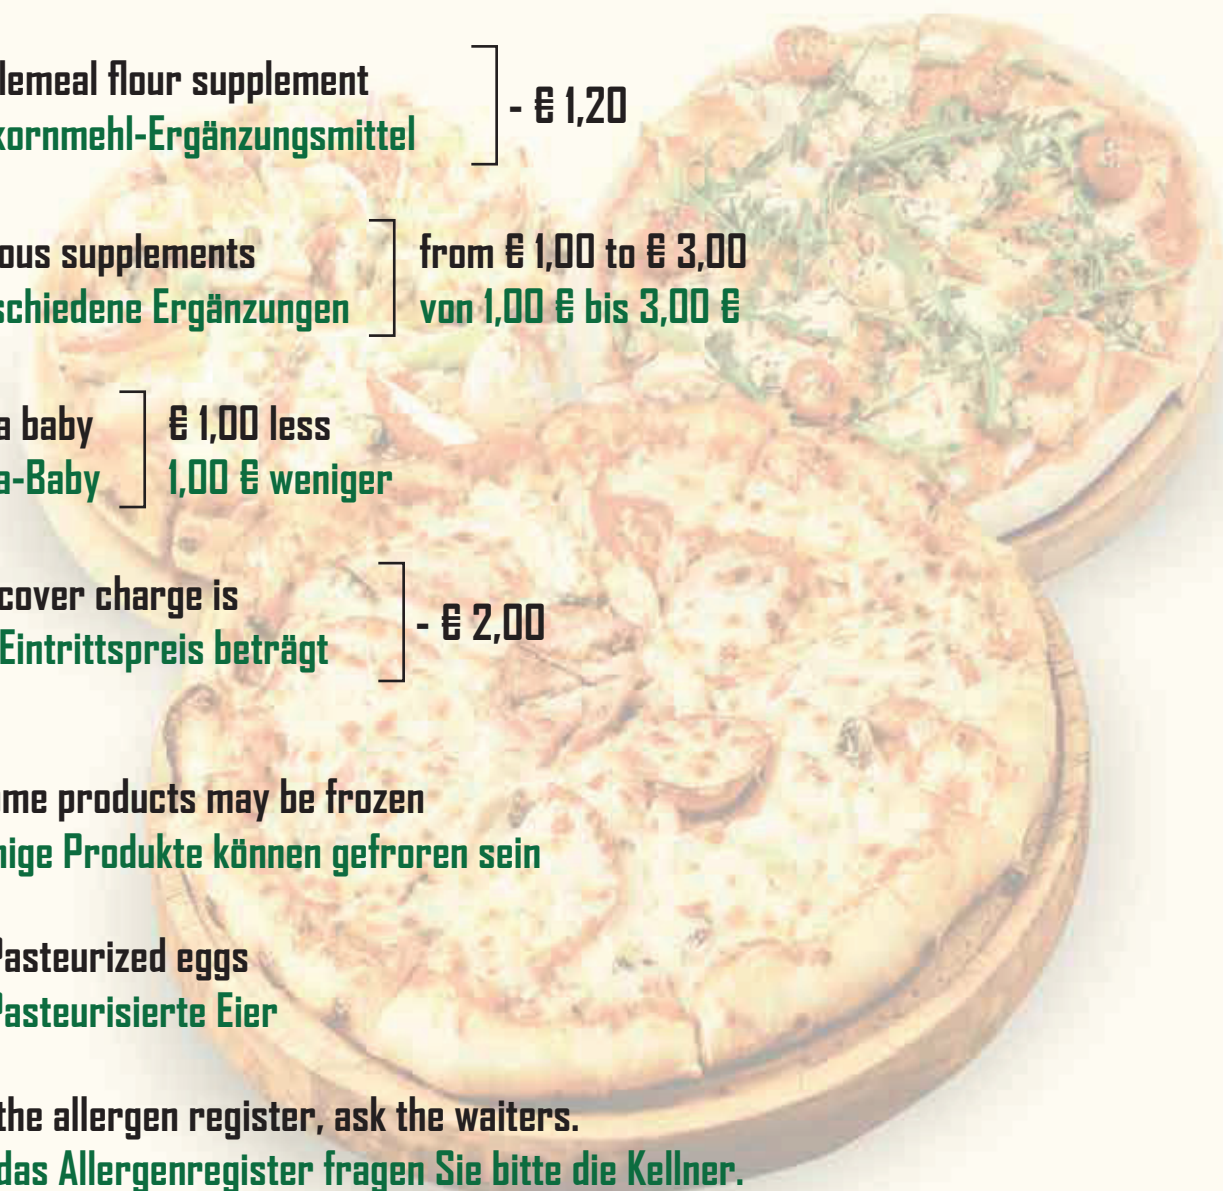 lemeal flour supplement - € 1,20
kornmehl-Ergänzungsmittel
ous supplements from € 1,00 to € 3,00
schiedene Ergänzungen von 1,00 € bis 3,00 €
a baby € 1,00 less
a-Baby 1,00 € weniger
cover charge is - € 2,00
Eintrittspreis beträgt
ome products may be frozen
nige Produkte können gefroren sein
Pasteurized eggs
Pasteurisierte Eier
the allergen register, ask the waiters.
das Allergenregister fragen Sie bitte die Kellner.